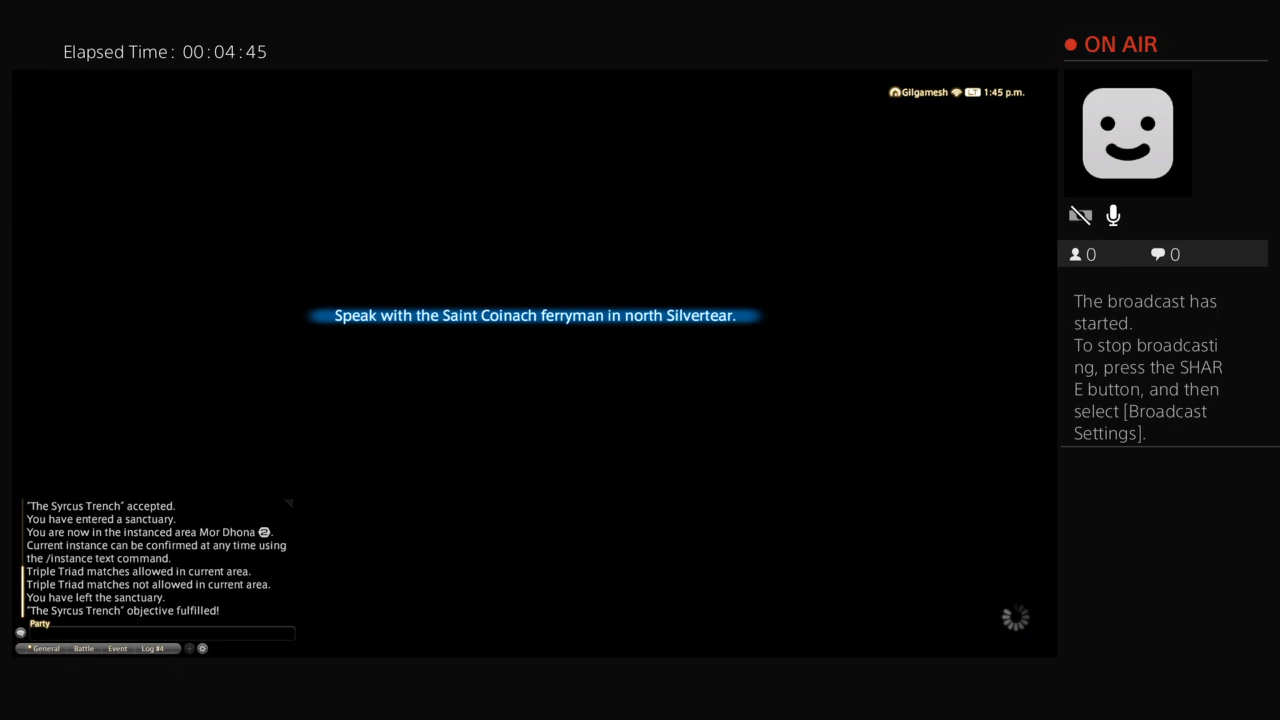 Elapsed Time: 00:04:45
ON AIR
Gilgamesh LT 1:45 p.m.
0 0
Speak with the Saint Coinach ferryman in north Silvertear.
The broadcast has
started.
To stop broadcasti
ng, press the SHAR
E button, and then
select [Broadcast
Settings].
"The Syrcus Trench" accepted.
You have entered a sanctuary.
You are now in the instanced area Mor Dhona 2.
Current instance can be confirmed at any time using
the /instance text command.
Triple Triad matches allowed in current area.
Triple Triad matches not allowed in current area.
You have left the sanctuary.
"The Syrcus Trench" objective fulfilled!
Party
General Battle Event Log #4